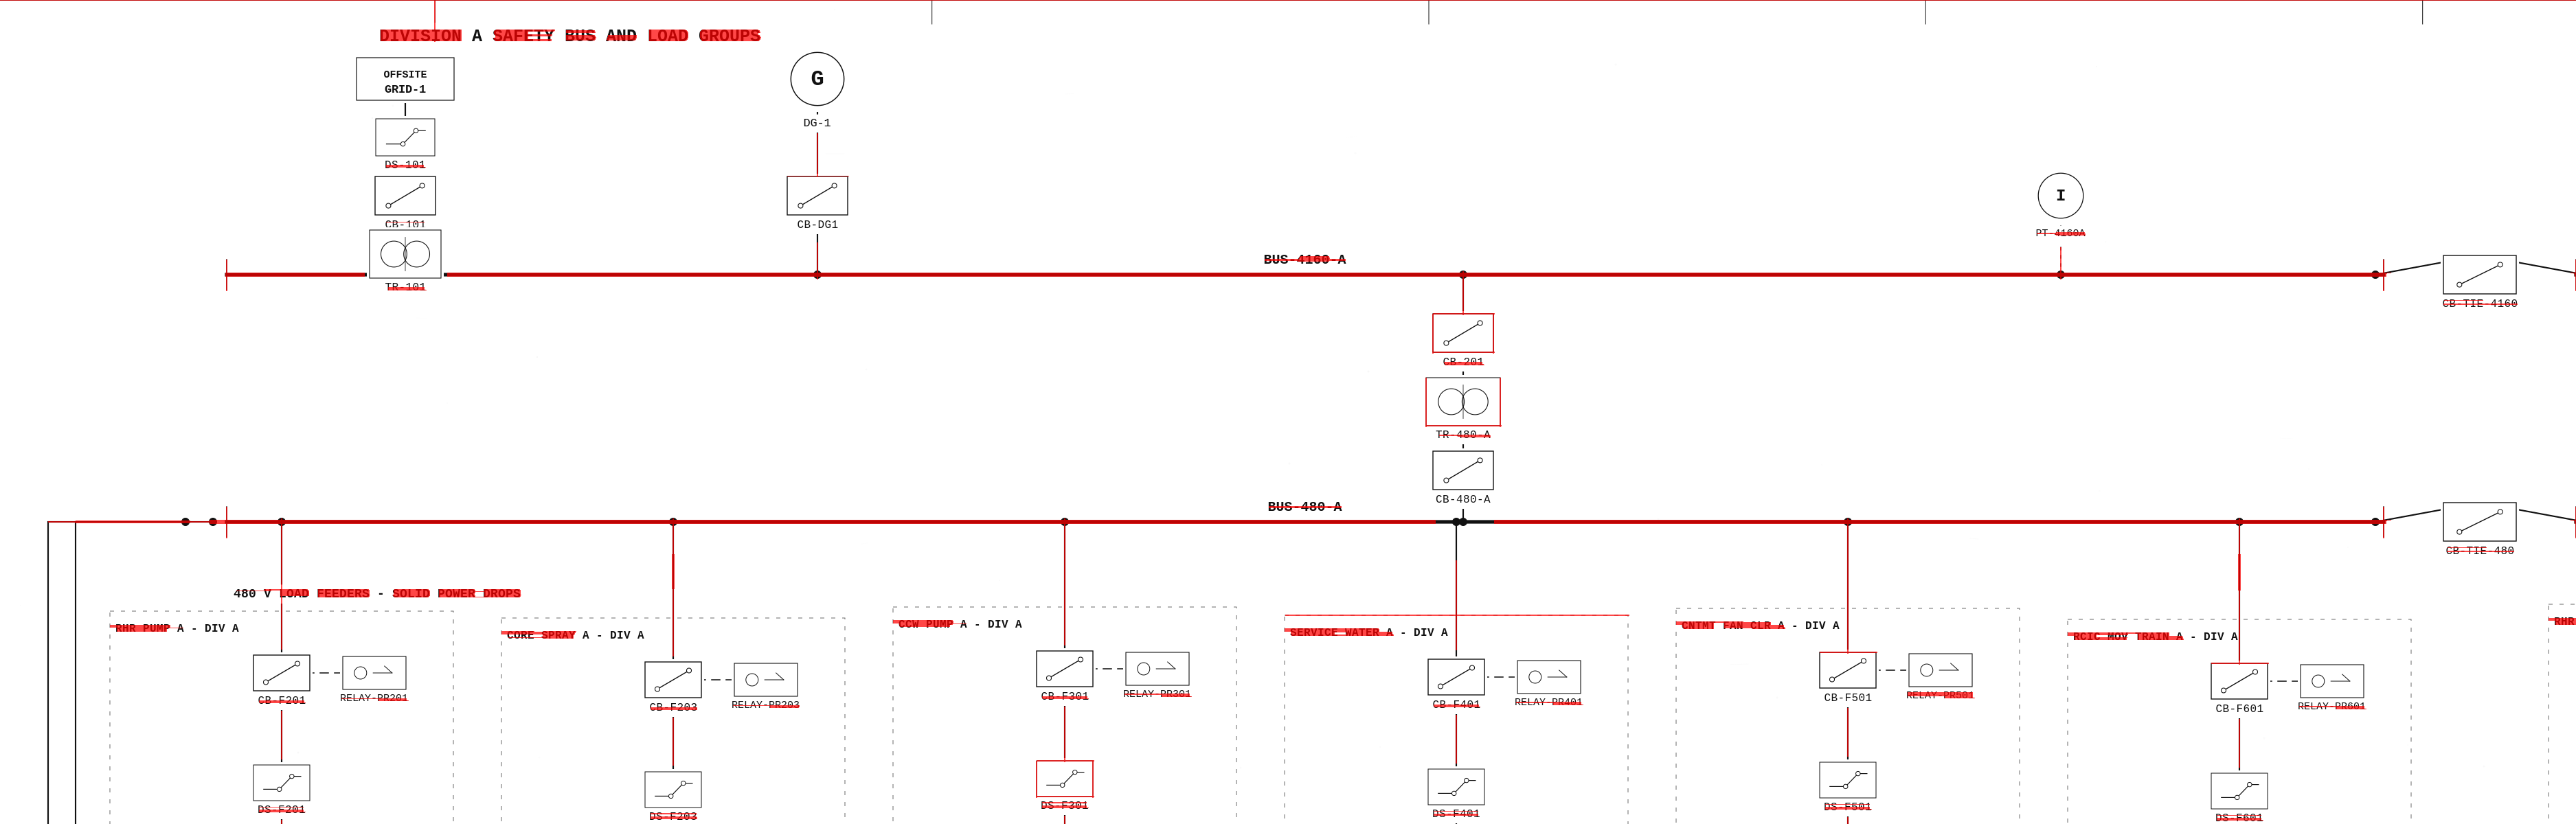 DIVISION A SAFETY BUS AND LOAD GROUPS
OFFSITE
GRID-1
G
DG-1
DS-101
CB-101
CB-DG1
TR-101
I
PT-4160A
BUS-4160-A
CB-TIE-4160
CB-201
TR-480-A
CB-480-A
BUS-480-A
CB-TIE-480
480 V LOAD FEEDERS - SOLID POWER DROPS
RHR PUMP A - DIV A
CORE SPRAY A - DIV A
CCW PUMP A - DIV A
SERVICE WATER A - DIV A
CNTMT FAN CLR A - DIV A
RCIC MOV TRAIN A - DIV A
RHR
CB-F201
RELAY-PR201
CB-F203
RELAY-PR203
CB-F301
RELAY-PR301
CB-F401
RELAY-PR401
CB-F501
RELAY-PR501
CB-F601
RELAY-PR601
DS-F201
DS-F203
DS-F301
DS-F401
DS-F501
DS-F601